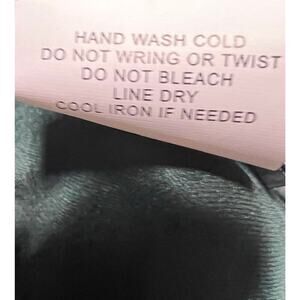 HAND WASH COLD
DO NOT WRING OR TWIST
DO NOT BLEACH
LINE DRY
COOL IRON IF NEEDED